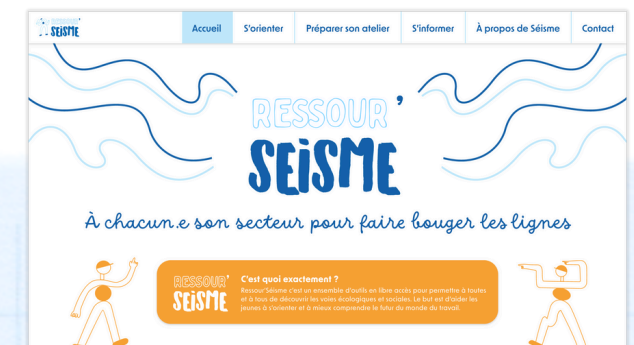 RESSOUR'
SEiSME
Accueil
S'orienter
Préparer son atelier
S'informer
À propos de Séisme
Contact
RESSOUR'
SEiSME
À chacun.e son secteur pour faire bouger les lignes
RESSOUR'
SEiSME
C'est quoi exactement ?
Ressour'Séisme c'est un ensemble d'outils en libre accès pour permettre à toutes
et à tous de découvrir les voies écologiques et sociales. Le but est d'aider les
jeunes à s'orienter et à mieux comprendre le futur du monde du travail.